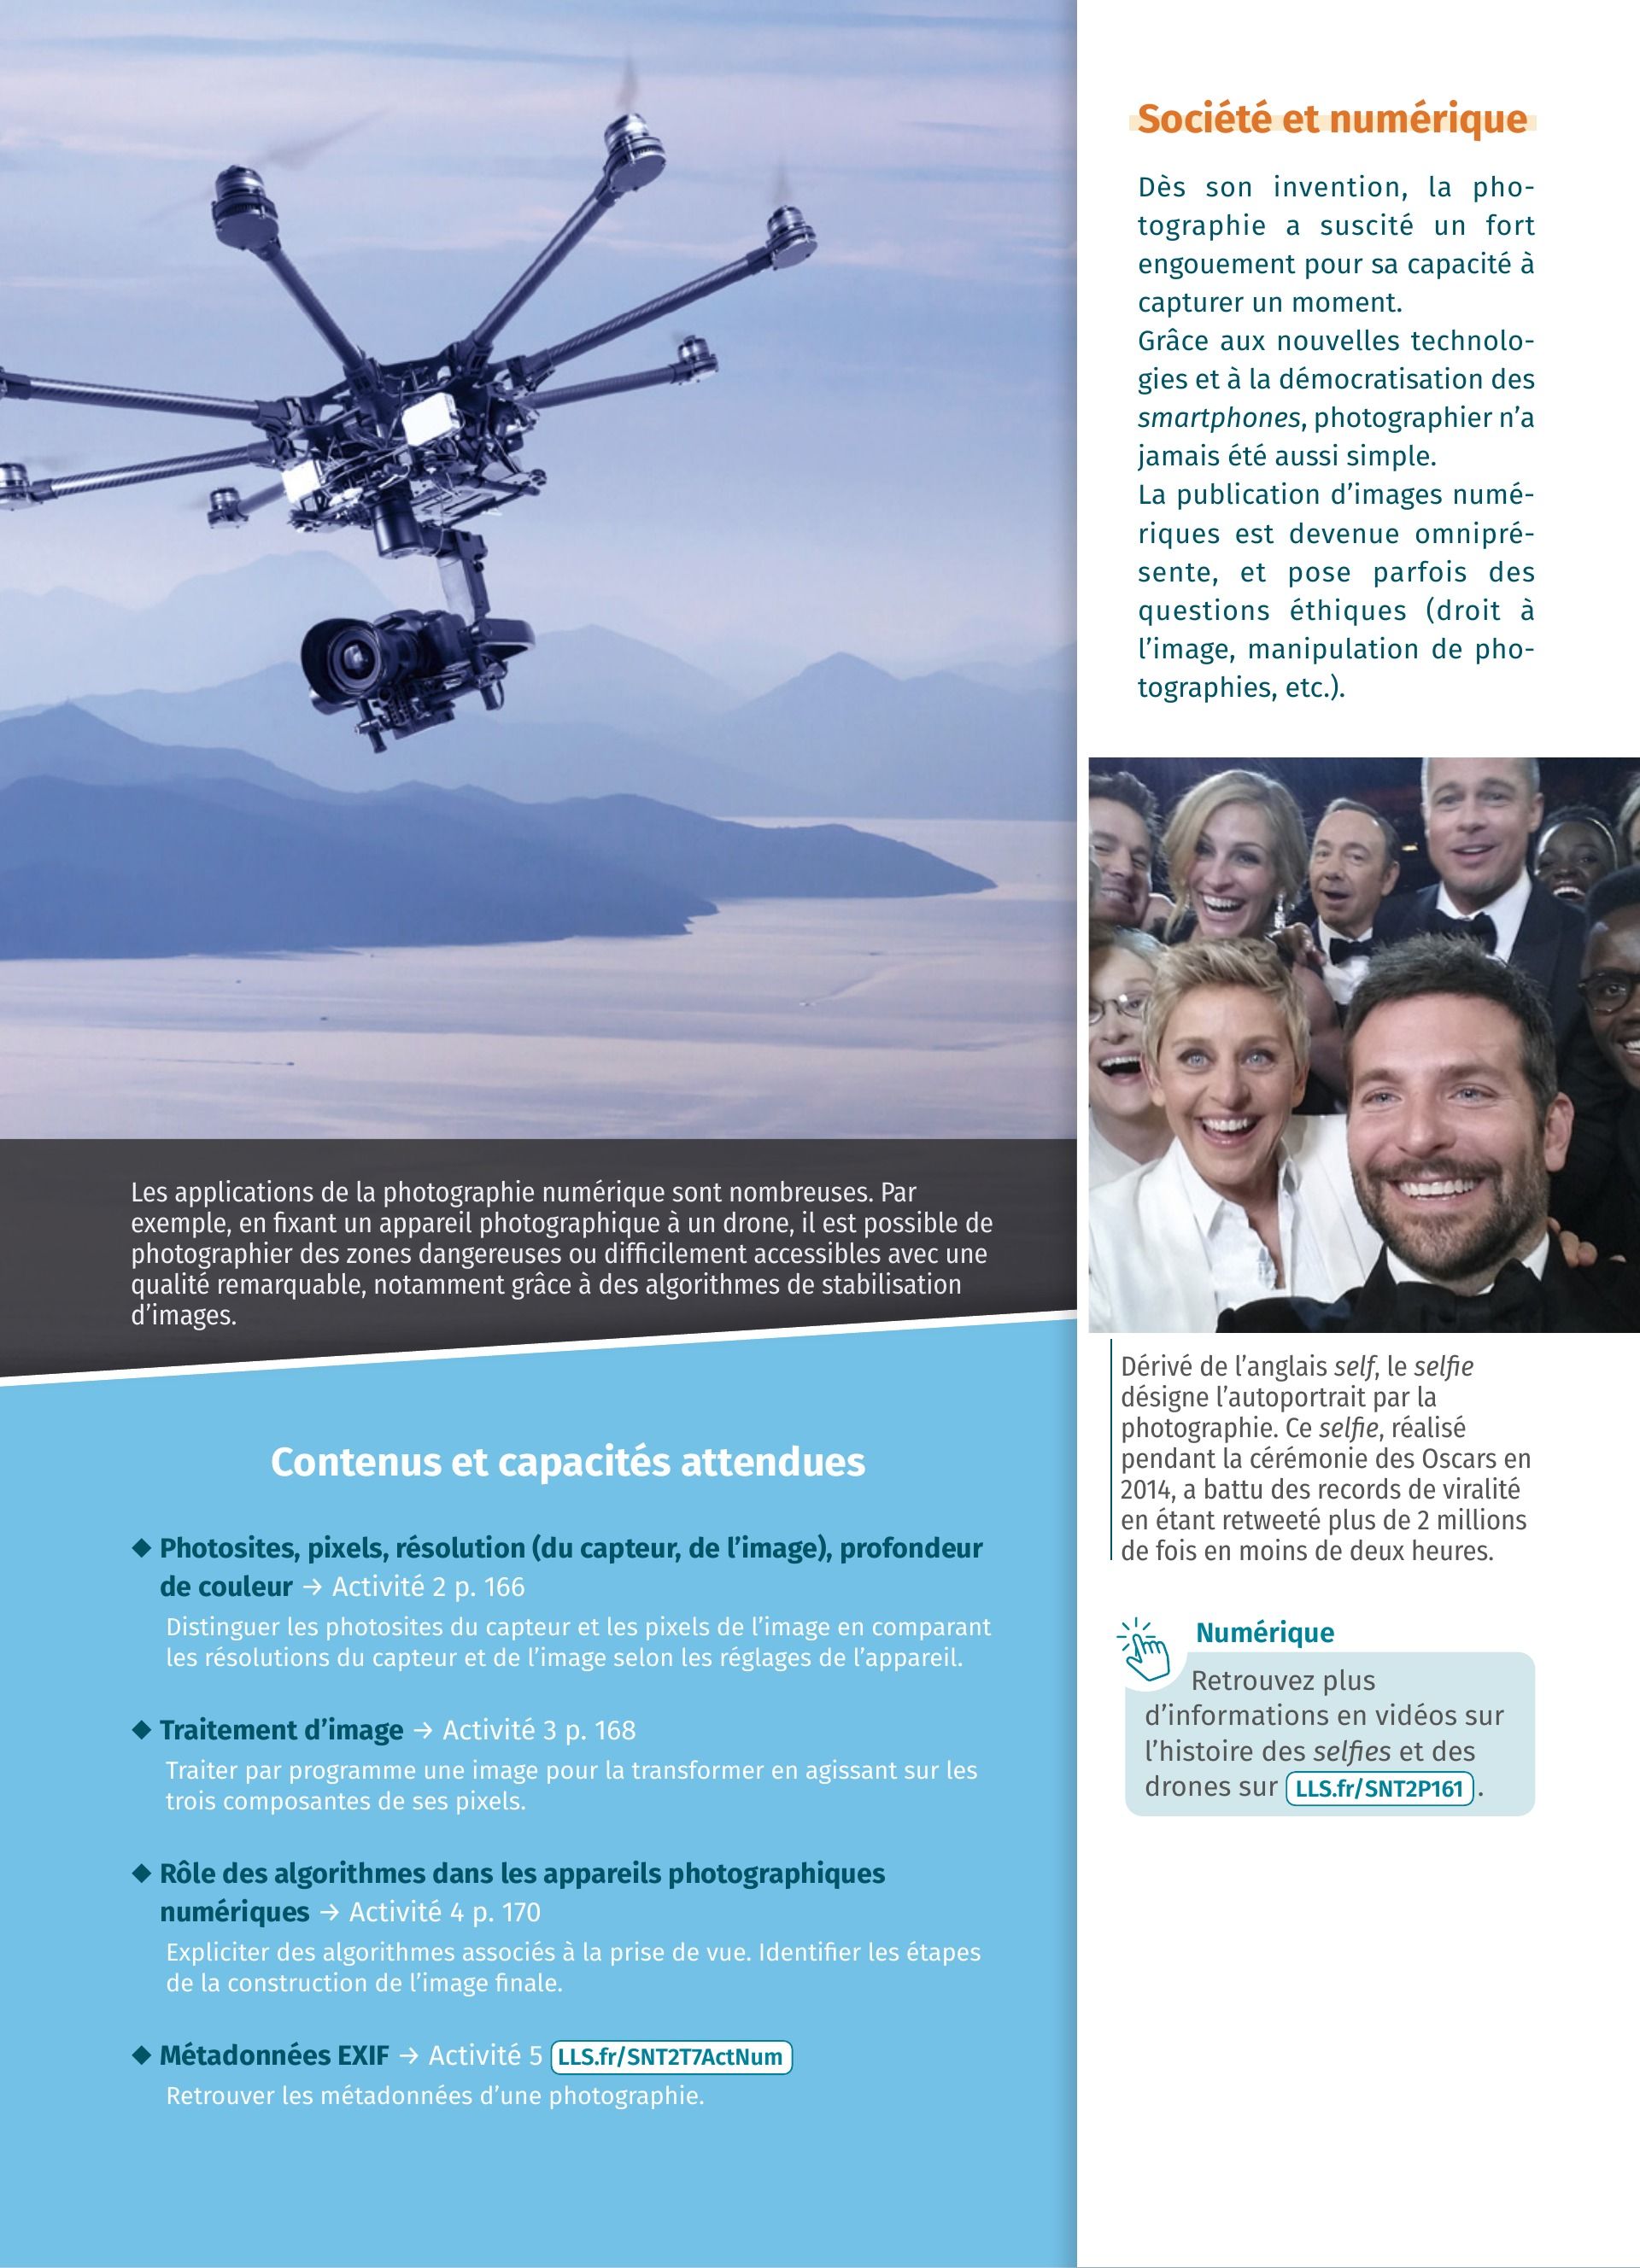 Société et numérique
Dès son invention, la pho-
tographie a suscité un fort
engouement pour sa capacité à
capturer un moment.
Grâce aux nouvelles technolo-
gies et à la démocratisation des
smartphones, photographier n’a
jamais été aussi simple.
La publication d’images numé-
riques est devenue omnipré-
sente, et pose parfois des
questions éthiques (droit à
l’image, manipulation de pho-
tographies, etc.).
Les applications de la photographie numérique sont nombreuses. Par
exemple, en fixant un appareil photographique à un drone, il est possible de
photographier des zones dangereuses ou difficilement accessibles avec une
qualité remarquable, notamment grâce à des algorithmes de stabilisation
d’images.
Dérivé de l’anglais self, le selfie
désigne l’autoportrait par la
photographie. Ce selfie, réalisé
pendant la cérémonie des Oscars en
2014, a battu des records de viralité
en étant retweeté plus de 2 millions
de fois en moins de deux heures.
Numérique
Retrouvez plus
d’informations en vidéos sur
l’histoire des selfies et des
drones sur LLS.fr/SNT2P161 .
Contenus et capacités attendues
◆ Photosites, pixels, résolution (du capteur, de l’image), profondeur
de couleur → Activité 2 p. 166
Distinguer les photosites du capteur et les pixels de l’image en comparant
les résolutions du capteur et de l’image selon les réglages de l’appareil.
◆ Traitement d’image → Activité 3 p. 168
Traiter par programme une image pour la transformer en agissant sur les
trois composantes de ses pixels.
◆ Rôle des algorithmes dans les appareils photographiques
numériques → Activité 4 p. 170
Expliciter des algorithmes associés à la prise de vue. Identifier les étapes
de la construction de l’image finale.
◆ Métadonnées EXIF → Activité 5 LLS.fr/SNT2T7ActNum
Retrouver les métadonnées d’une photographie.